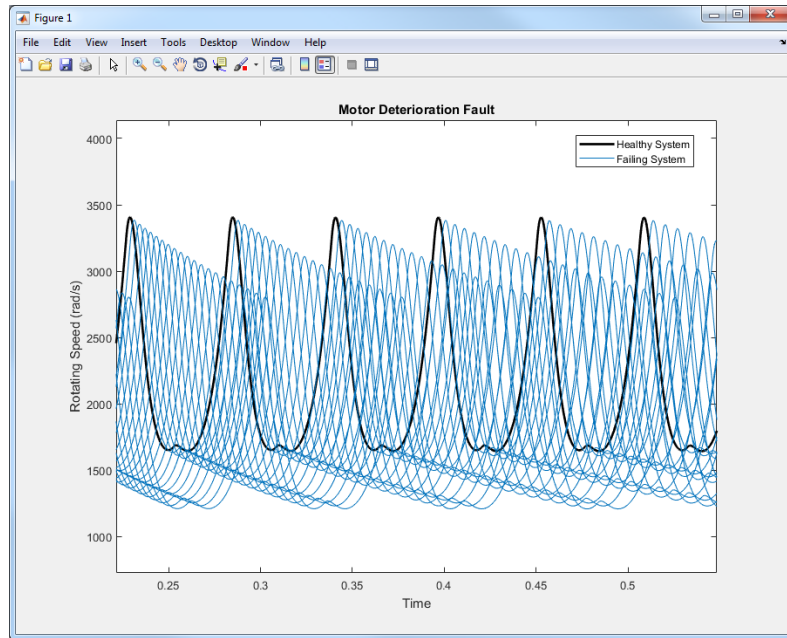 Figure 1
File Edit View Insert Tools Desktop Window Help
Motor Deterioration Fault
Healthy System
Failing System
4000
3500
3000
2500
2000
1500
1000
Rotating Speed (rad/s)
0.25 0.3 0.35 0.4 0.45 0.5
Time